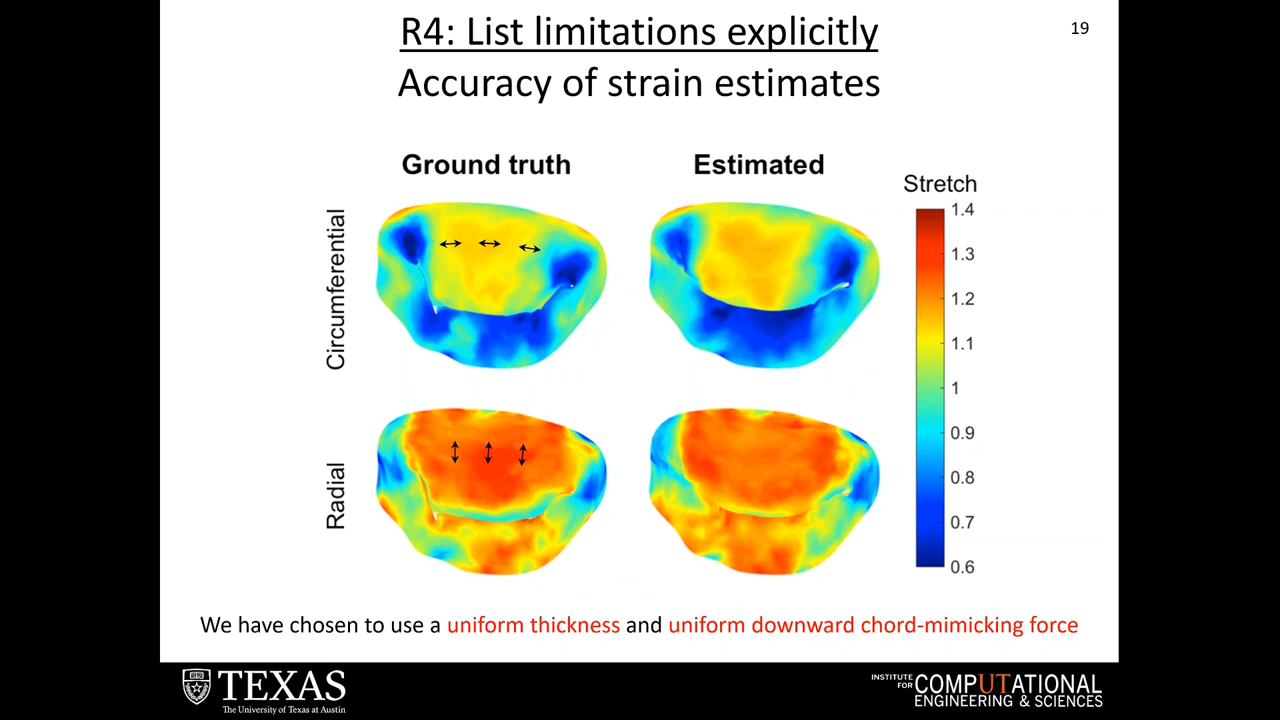 R4: List limitations explicitly
19
Accuracy of strain estimates
Ground truth
Estimated
Stretch
Circumferential
Radial
1.4
1.3
1.2
1.1
1
0.9
0.8
0.7
0.6
We have chosen to use a uniform thickness and uniform downward chord-mimicking force
TEXAS
The University of Texas at Austin
INSTITUTE
FOR
COMPUTATIONAL
ENGINEERING & SCIENCES